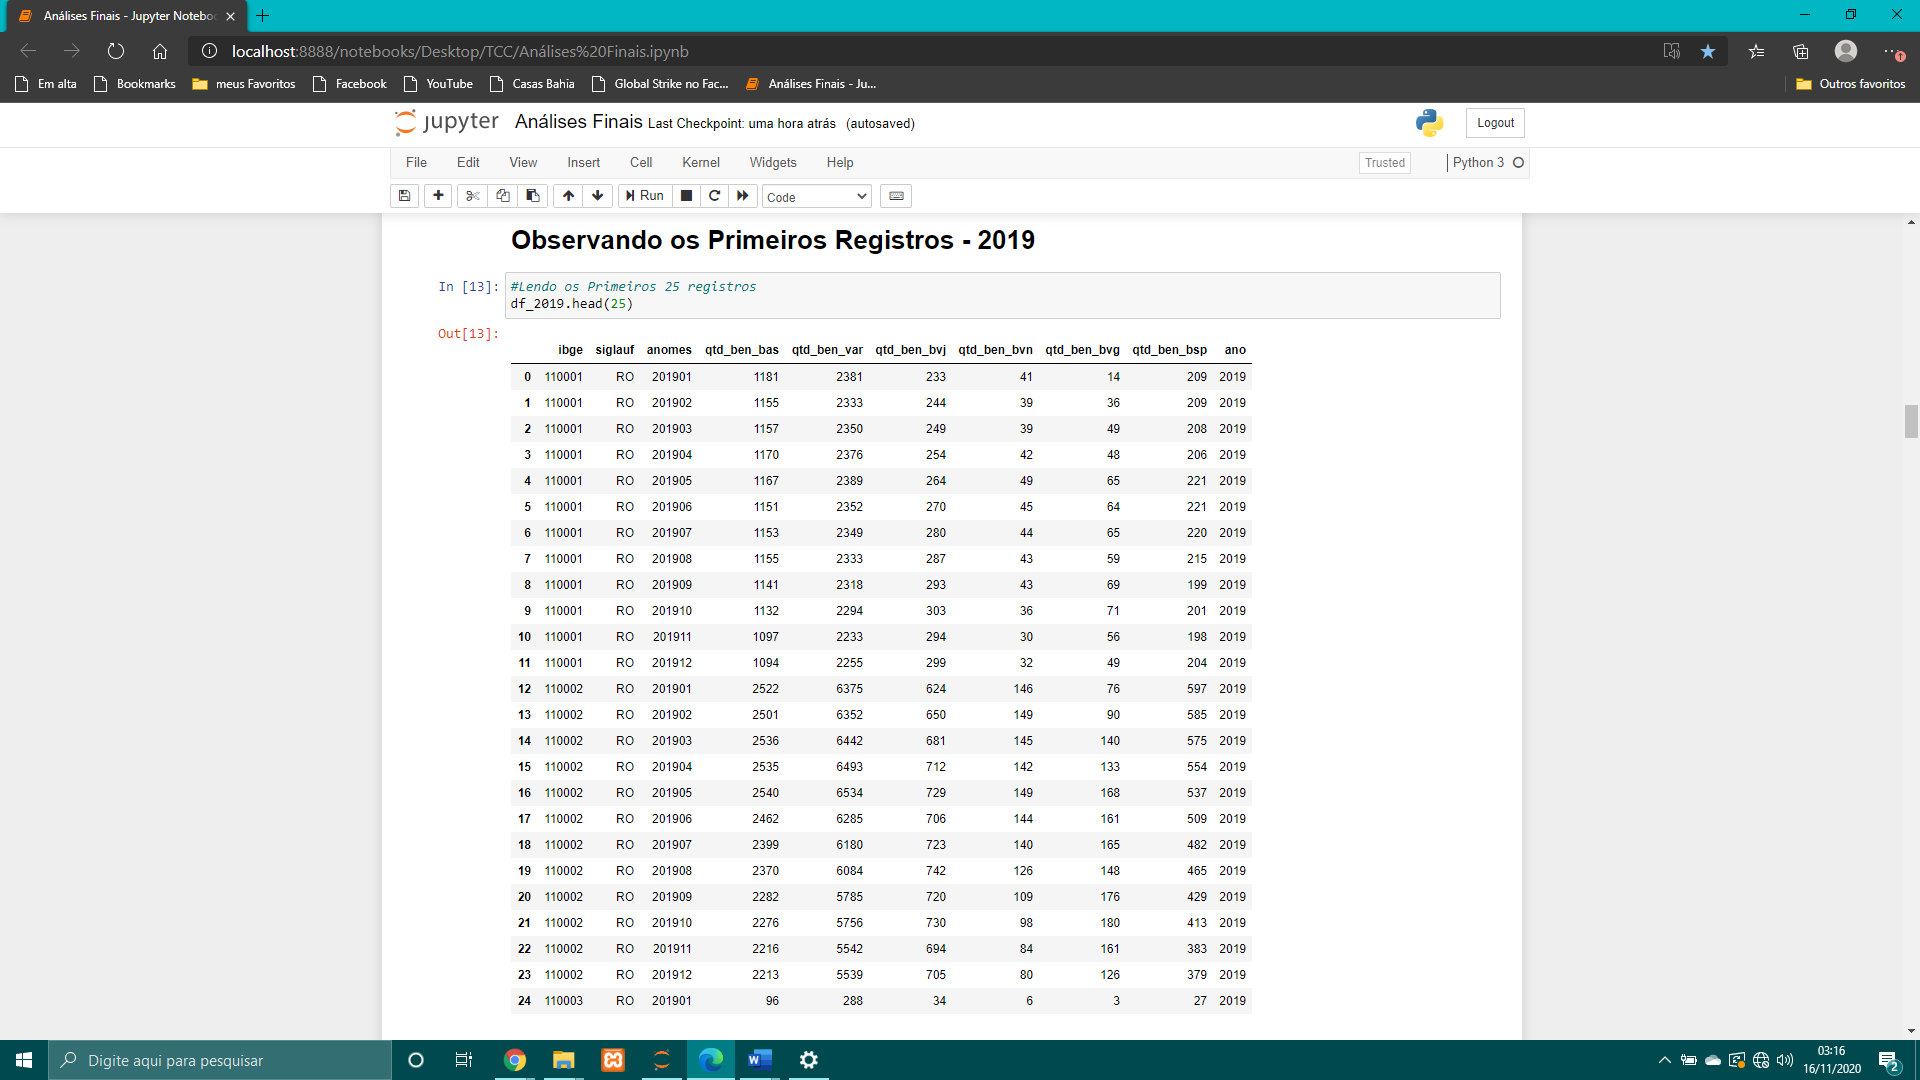 Análises Finais - Jupyter Notebo
localhost:8888/notebooks/Desktop/TCC/Análises%20Finais.ipynb
Em alta Bookmarks meus Favoritos Facebook YouTube Casas Bahia Global Strike no Fac... Análises Finais - Ju... Outros favoritos
jupyter Análises Finais Last Checkpoint: uma hora atrás (autosaved) Logout
File Edit View Insert Cell Kernel Widgets Help Trusted Python 3
Run Code
Observando os Primeiros Registros - 2019
In [13]: #Lendo os Primeiros 25 registros
df_2019.head(25)
Out[13]:
ibge siglauf anomes qtd_ben_bas qtd_ben_var qtd_ben_bvj qtd_ben_bvn qtd_ben_bvg qtd_ben_bsp ano
0 110001 RO 201901 1181 2381 233 41 14 209 2019
1 110001 RO 201902 1155 2333 244 39 36 209 2019
2 110001 RO 201903 1157 2350 249 39 49 208 2019
3 110001 RO 201904 1170 2376 254 42 48 206 2019
4 110001 RO 201905 1167 2389 264 49 65 221 2019
5 110001 RO 201906 1151 2352 270 45 64 221 2019
6 110001 RO 201907 1153 2349 280 44 65 220 2019
7 110001 RO 201908 1155 2333 287 43 59 215 2019
8 110001 RO 201909 1141 2318 293 43 69 199 2019
9 110001 RO 201910 1132 2294 303 36 71 201 2019
10 110001 RO 201911 1097 2233 294 30 56 198 2019
11 110001 RO 201912 1094 2255 299 32 49 204 2019
12 110002 RO 201901 2522 6375 624 146 76 597 2019
13 110002 RO 201902 2501 6352 650 149 90 585 2019
14 110002 RO 201903 2536 6442 681 145 140 575 2019
15 110002 RO 201904 2535 6493 712 142 133 554 2019
16 110002 RO 201905 2540 6534 729 149 168 537 2019
17 110002 RO 201906 2462 6285 706 144 161 509 2019
18 110002 RO 201907 2399 6180 723 140 165 482 2019
19 110002 RO 201908 2370 6084 742 126 148 465 2019
20 110002 RO 201909 2282 5785 720 109 176 429 2019
21 110002 RO 201910 2276 5756 730 98 180 413 2019
22 110002 RO 201911 2216 5542 694 84 161 383 2019
23 110002 RO 201912 2213 5539 705 80 126 379 2019
24 110003 RO 201901 96 288 34 6 3 27 2019
Digite aqui para pesquisar
03:16
16/11/2020
2